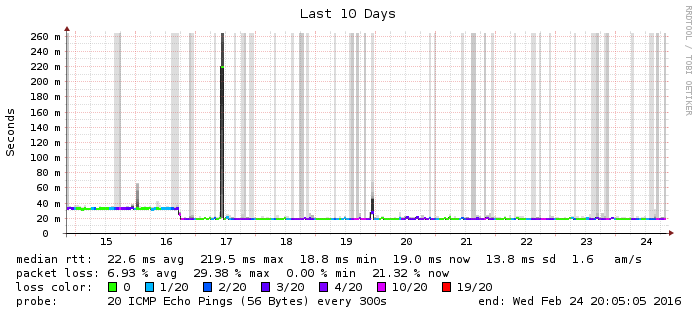 Last 10 Days
RRDTOOL / TOBI OETIKER
Seconds
260 m
240 m
220 m
200 m
180 m
160 m
140 m
120 m
100 m
80 m
60 m
40 m
20 m
0
15 16 17 18 19 20 21 22 23 24
median rtt: 22.6 ms avg 219.5 ms max 18.8 ms min 19.0 ms now 13.8 ms sd 1.6 am/s
packet loss: 6.93 % avg 29.38 % max 0.00 % min 21.32 % now
loss color: 0 1/20 2/20 3/20 4/20 10/20 19/20
probe: 20 ICMP Echo Pings (56 Bytes) every 300s end: Wed Feb 24 20:05:05 2016